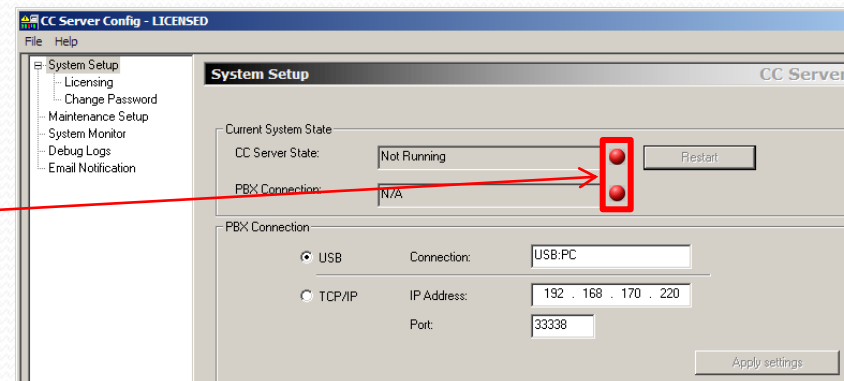 CC Server Config - LICENSED
File Help
System Setup
Licensing
Change Password
Maintenance Setup
System Monitor
Debug Logs
Email Notification
System Setup
CC Server
Current System State
CC Server State:
Not Running
Restart
PBX Connection:
N/A
PBX Connection
USB
Connection:
USB:PC
TCP/IP
IP Address:
192 . 168 . 170 . 220
Port:
33338
Apply settings